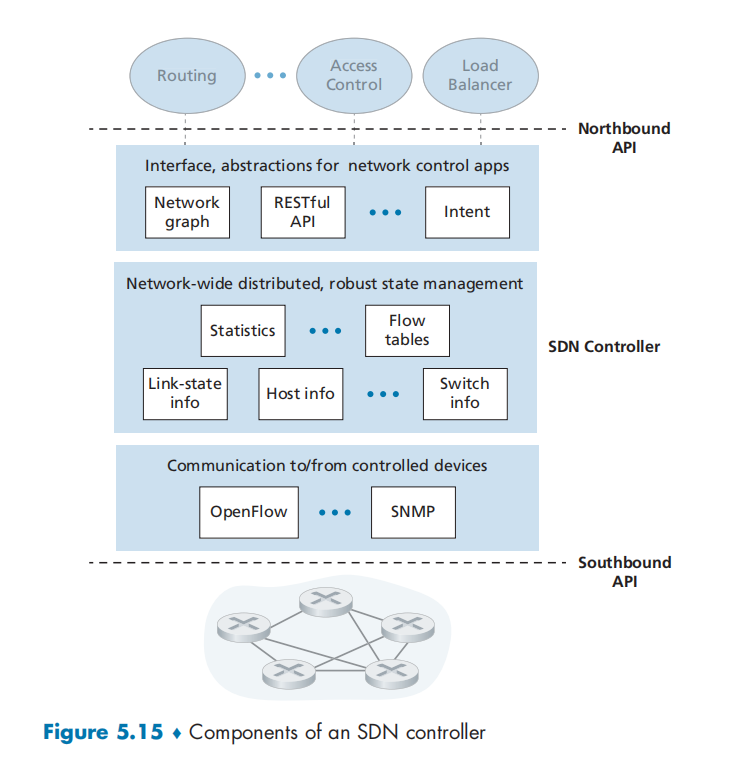 Routing
Access
Control
Load
Balancer
Northbound
API
Interface, abstractions for network control apps
Network
graph
RESTful
API
Intent
Network-wide distributed, robust state management
Statistics
Flow
tables
SDN Controller
Link-state
info
Host info
Switch
info
Communication to/from controlled devices
OpenFlow
SNMP
Southbound
API
Figure 5.15 ♦ Components of an SDN controller